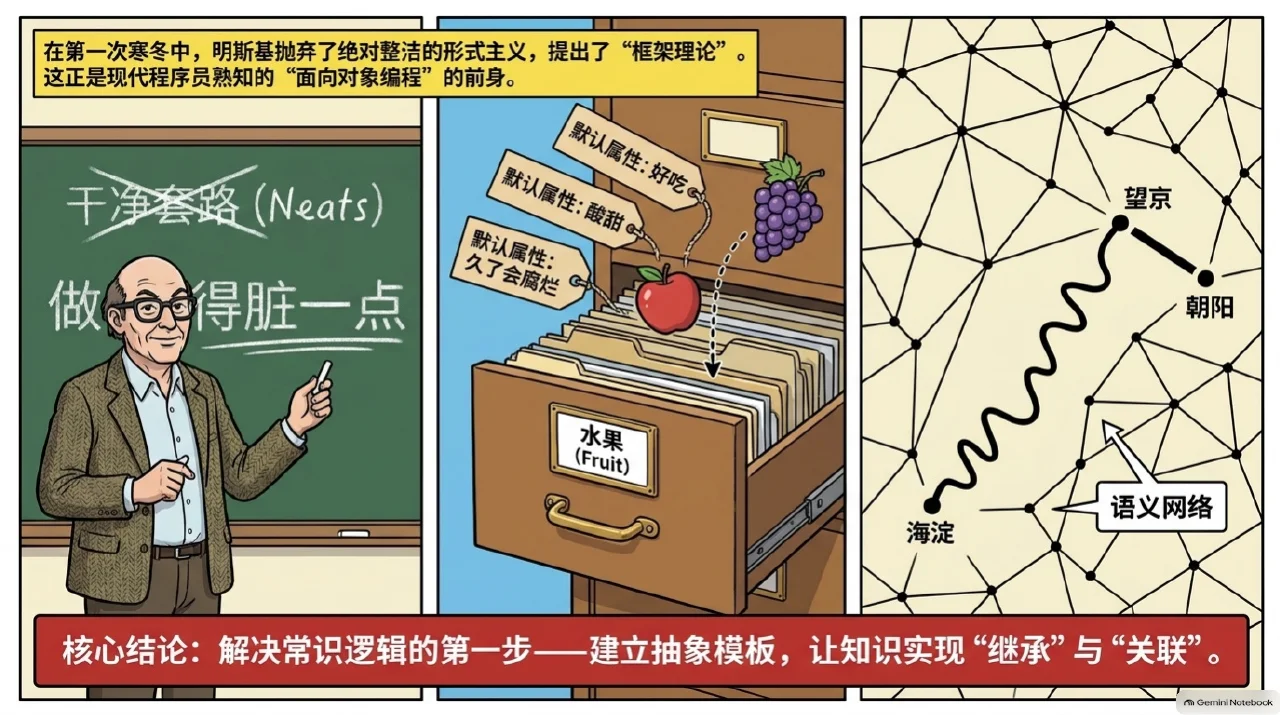 在第一次寒冬中，明斯基抛弃了绝对整洁的形式主义，提出了“框架理论”。
这正是现代程序员熟知的“面向对象编程”的前身。
干净套路 (Neats)
做得脏一点
默认属性：好吃
默认属性：酸甜
默认属性：
久了会腐烂
水果
(Fruit)
望京
朝阳
海淀
语义网络
核心结论：解决常识逻辑的第一步——建立抽象模板，让知识实现“继承”与“关联”。
Gemini Notebook